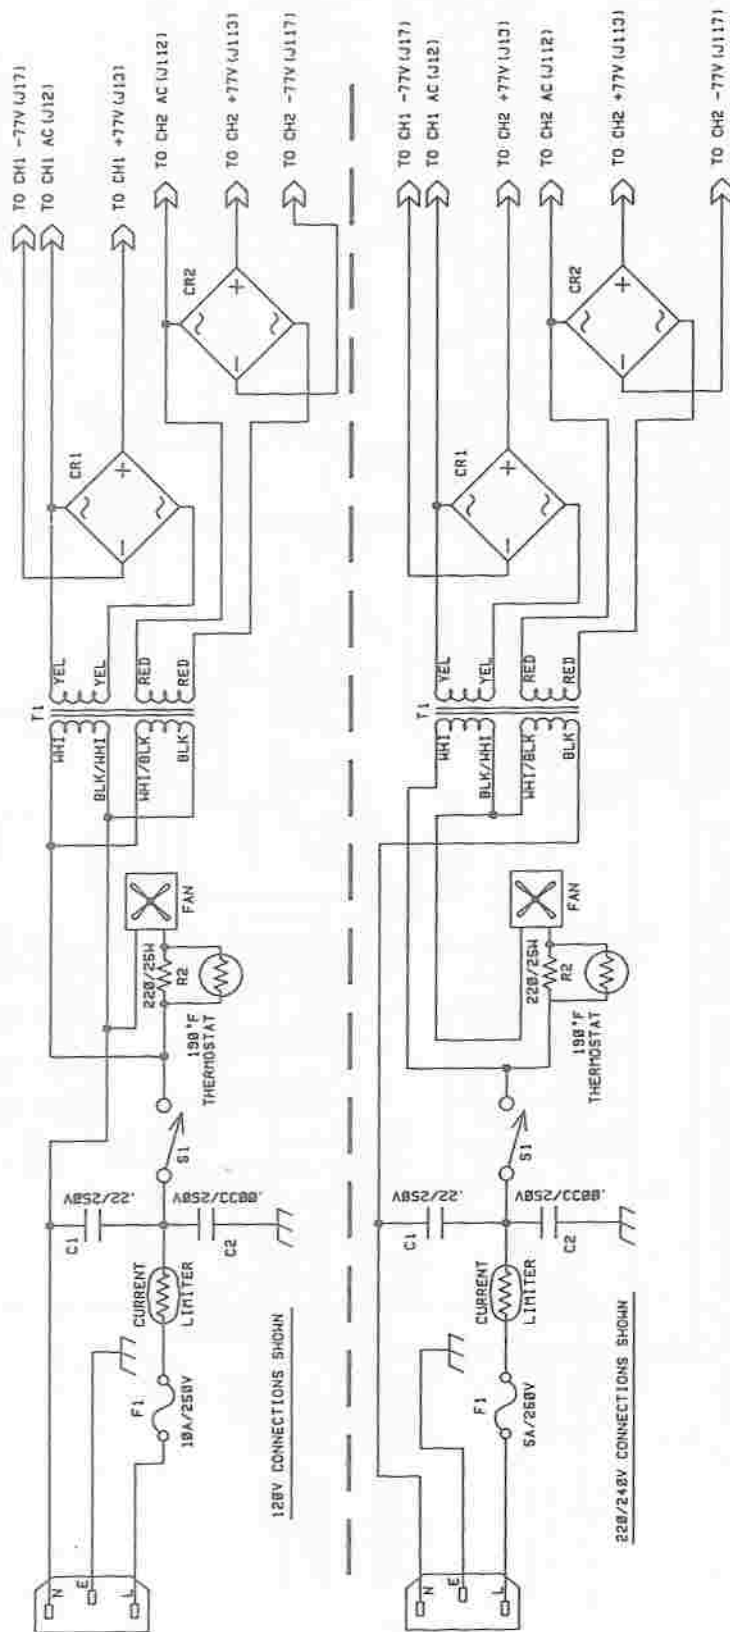 N
E
L
F1
10A/250V
CURRENT
LIMITER
C1
.22/250V
C2
S1
190°F
THERMOSTAT
220/25W
R2
FAN
T1
WHI
BLK/WHI
WHI/BLK
BLK
YEL
YEL
RED
RED
CR1
~
~
+
-
CR2
~
~
+
-
TO CH1 -77V (J17)
TO CH1 AC (J12)
TO CH1 +77V (J13)
TO CH2 AC (J112)
TO CH2 +77V (J113)
TO CH2 -77V (J117)
120V CONNECTIONS SHOWN
N
E
L
F1
5A/250V
CURRENT
LIMITER
C1
.22/250V
C2
S1
190°F
THERMOSTAT
220/25W
R2
FAN
T1
WHI
BLK/WHI
WHI/BLK
BLK
YEL
YEL
RED
RED
CR1
~
~
+
-
CR2
~
~
+
-
TO CH1 -77V (J17)
TO CH1 AC (J12)
TO CH2 +77V (J13)
TO CH2 AC (J112)
TO CH2 +77V (J113)
TO CH2 -77V (J117)
220/240V CONNECTIONS SHOWN